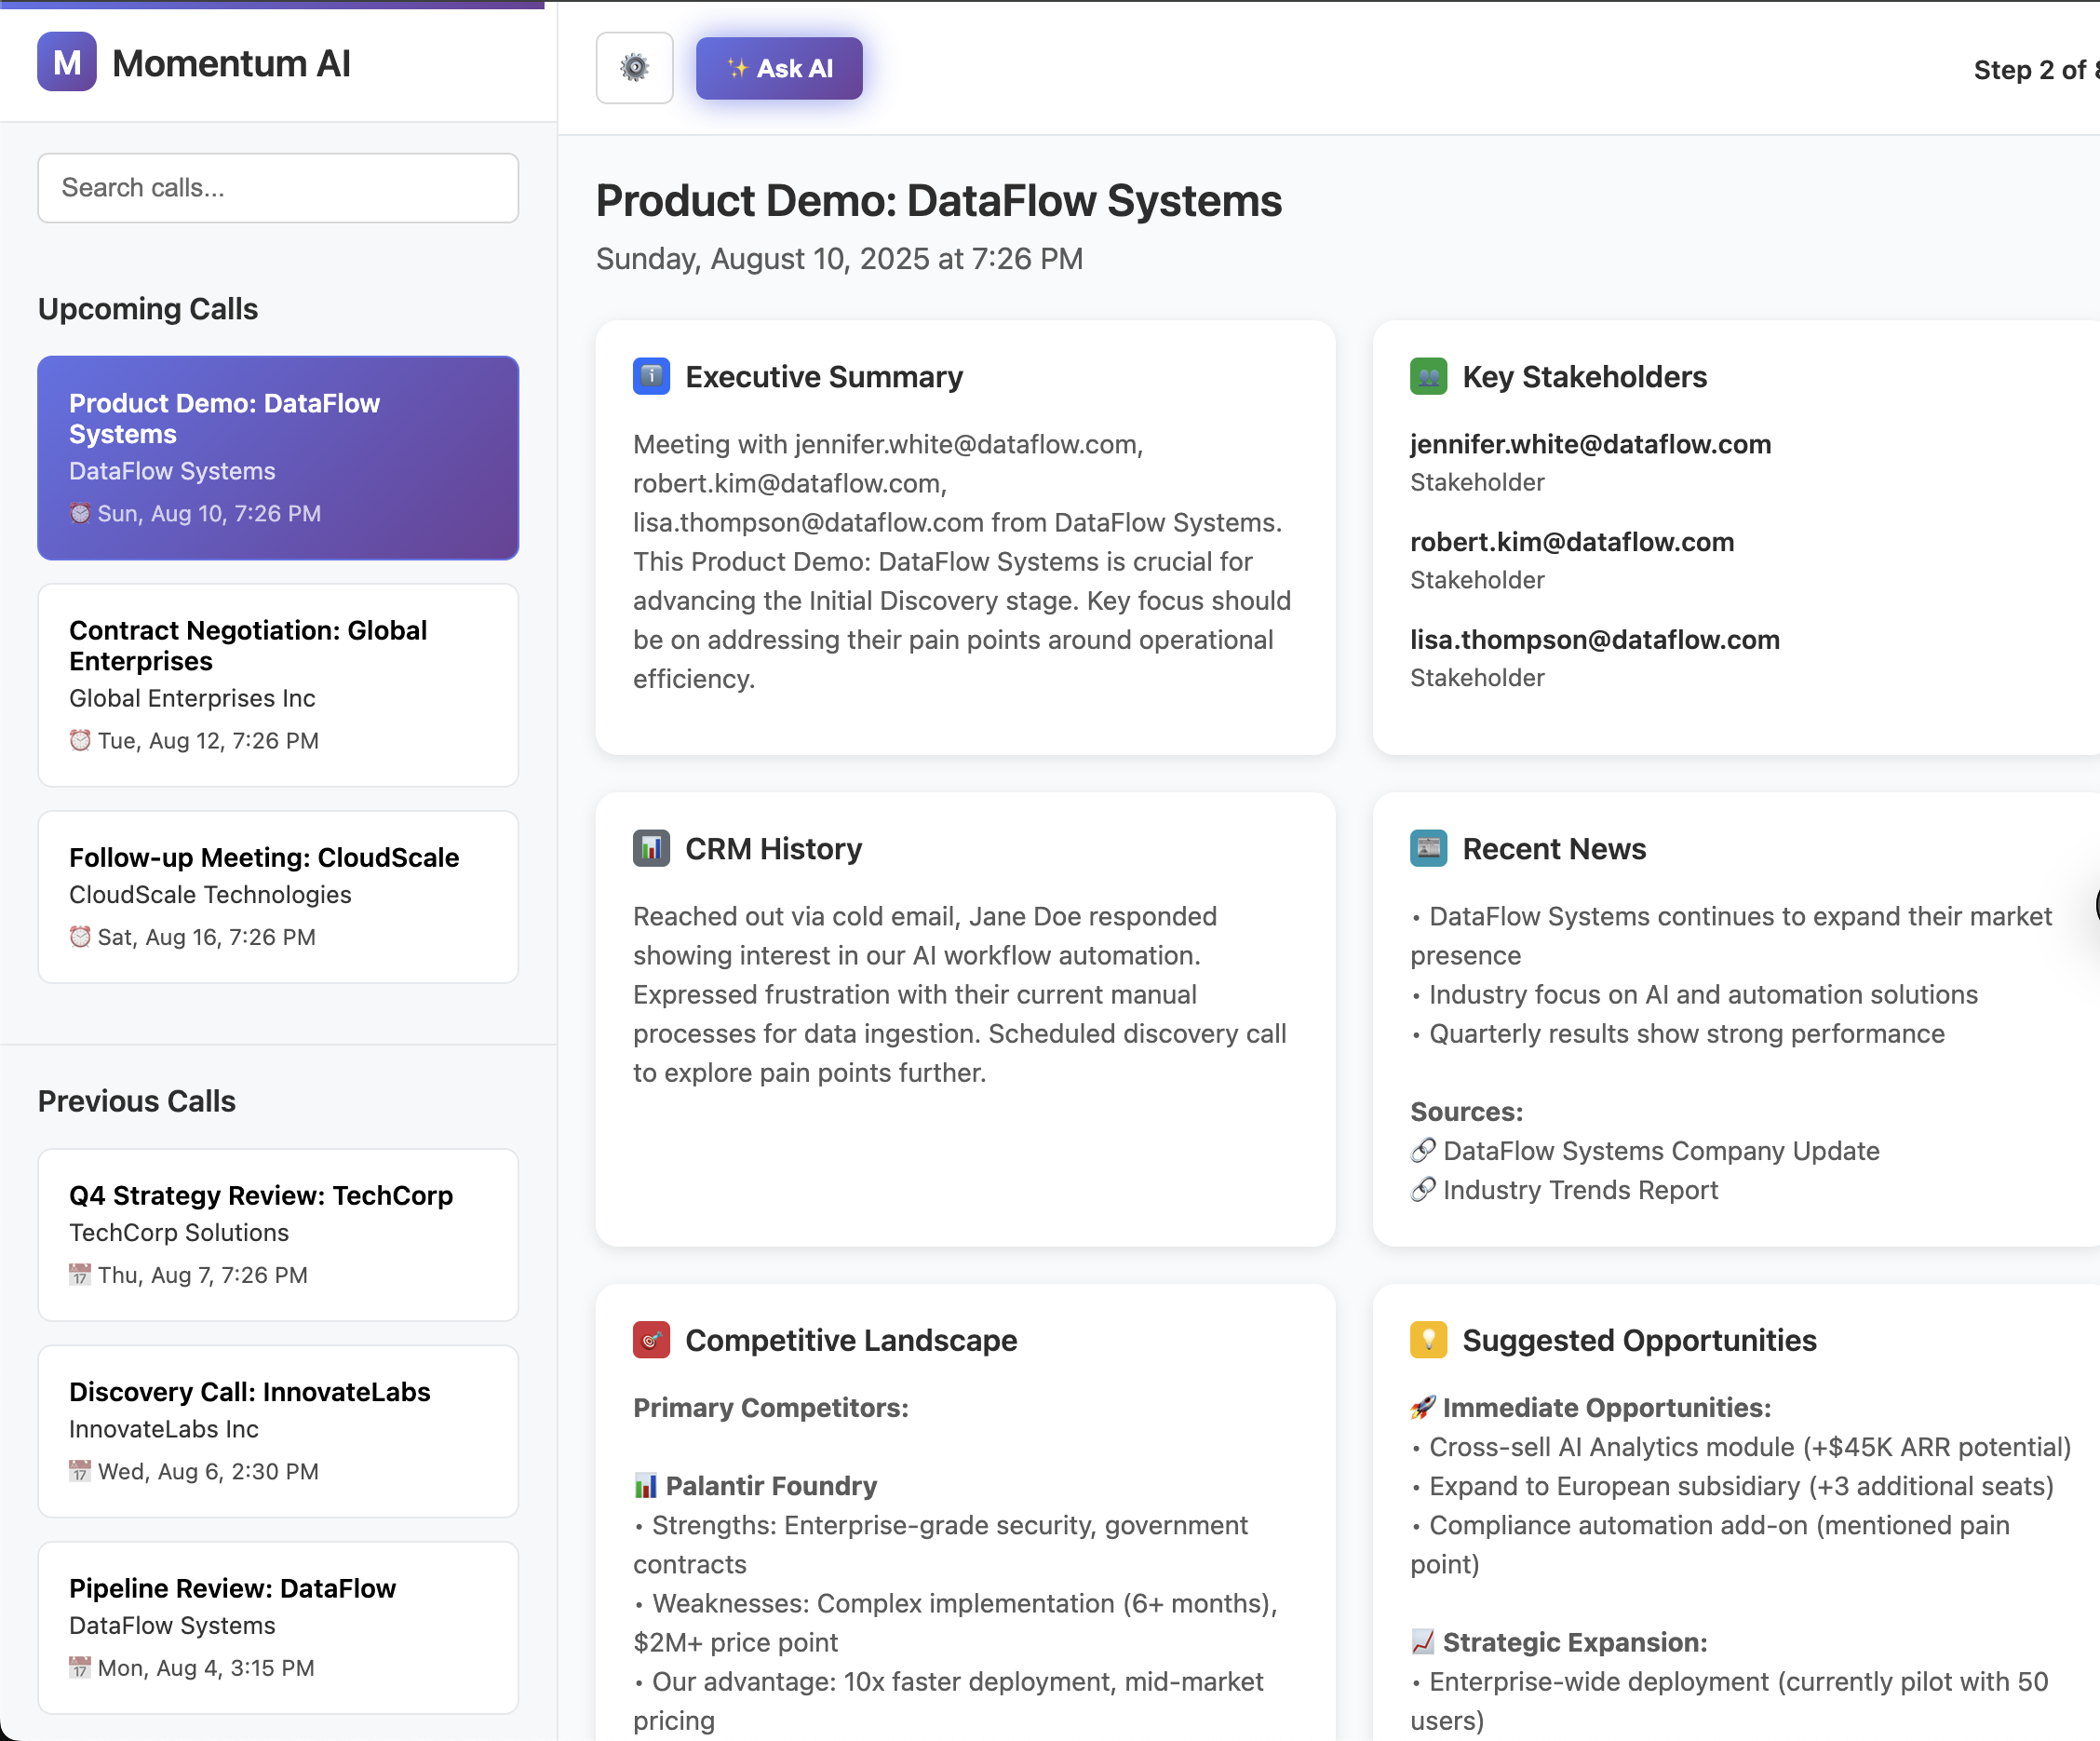 M Momentum AI
Search calls...
Upcoming Calls
Product Demo: DataFlow
Systems
DataFlow Systems
Sun, Aug 10, 7:26 PM
Contract Negotiation: Global
Enterprises
Global Enterprises Inc
Tue, Aug 12, 7:26 PM
Follow-up Meeting: CloudScale
CloudScale Technologies
Sat, Aug 16, 7:26 PM
Previous Calls
Q4 Strategy Review: TechCorp
TechCorp Solutions
17 Thu, Aug 7, 7:26 PM
Discovery Call: InnovateLabs
InnovateLabs Inc
17 Wed, Aug 6, 2:30 PM
Pipeline Review: DataFlow
DataFlow Systems
17 Mon, Aug 4, 3:15 PM
✨ Ask AI
Step 2 of
Product Demo: DataFlow Systems
Sunday, August 10, 2025 at 7:26 PM
Executive Summary
Meeting with jennifer.white@dataflow.com,
robert.kim@dataflow.com,
lisa.thompson@dataflow.com from DataFlow Systems.
This Product Demo: DataFlow Systems is crucial for
advancing the Initial Discovery stage. Key focus should
be on addressing their pain points around operational
efficiency.
Key Stakeholders
jennifer.white@dataflow.com
Stakeholder
robert.kim@dataflow.com
Stakeholder
lisa.thompson@dataflow.com
Stakeholder
CRM History
Reached out via cold email, Jane Doe responded
showing interest in our AI workflow automation.
Expressed frustration with their current manual
processes for data ingestion. Scheduled discovery call
to explore pain points further.
Recent News
• DataFlow Systems continues to expand their market
presence
• Industry focus on AI and automation solutions
• Quarterly results show strong performance
Sources:
DataFlow Systems Company Update
Industry Trends Report
Competitive Landscape
Primary Competitors:
Palantir Foundry
• Strengths: Enterprise-grade security, government
contracts
• Weaknesses: Complex implementation (6+ months),
$2M+ price point
• Our advantage: 10x faster deployment, mid-market
pricing
Suggested Opportunities
Immediate Opportunities:
• Cross-sell AI Analytics module (+$45K ARR potential)
• Expand to European subsidiary (+3 additional seats)
• Compliance automation add-on (mentioned pain
point)
Strategic Expansion:
• Enterprise-wide deployment (currently pilot with 50
users)